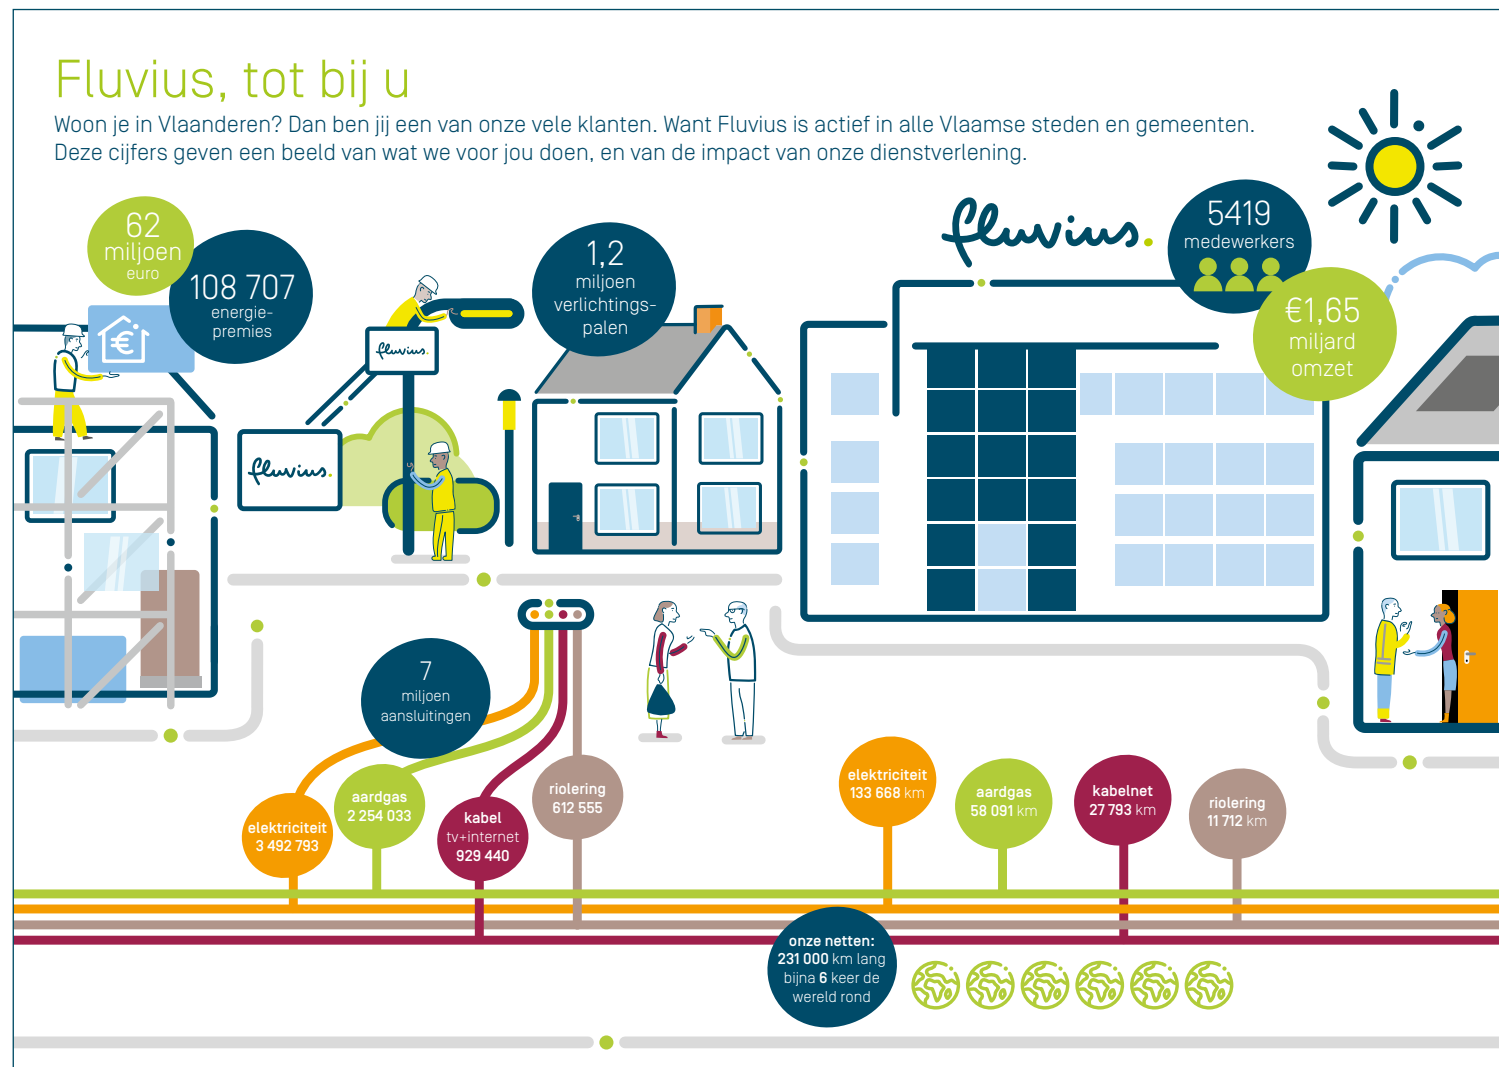 Fluvius, tot bij u
Woon je in Vlaanderen? Dan ben jij een van onze vele klanten. Want Fluvius is actief in alle Vlaamse steden en gemeenten.
Deze cijfers geven een beeld van wat we voor jou doen, en van de impact van onze dienstverlening.
62
miljoen
euro
108 707
energie-
premies
€
1,2
miljoen
verlichtings-
palen
fluvius.
5419
medewerkers
€1,65
miljard
omzet
fluvius.
fluvius.
7
miljoen
aansluitingen
elektriciteit
3 492 793
aardgas
2 254 033
kabel
tv+internet
929 440
riolering
612 555
elektriciteit
133 668 km
aardgas
58 091 km
kabelnet
27 793 km
riolering
11 712 km
onze netten:
231 000 km lang
bijna 6 keer de
wereld rond